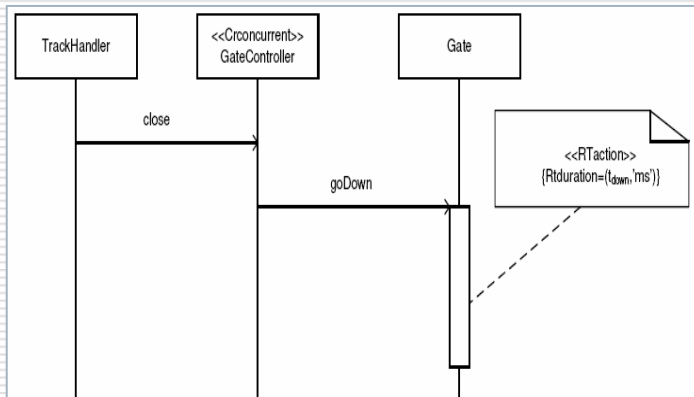 TrackHandler
<<Crconcurrent>>
GateController
Gate
close
goDown
<<RTaction>>
{Rtduration=(tdown,'ms')}